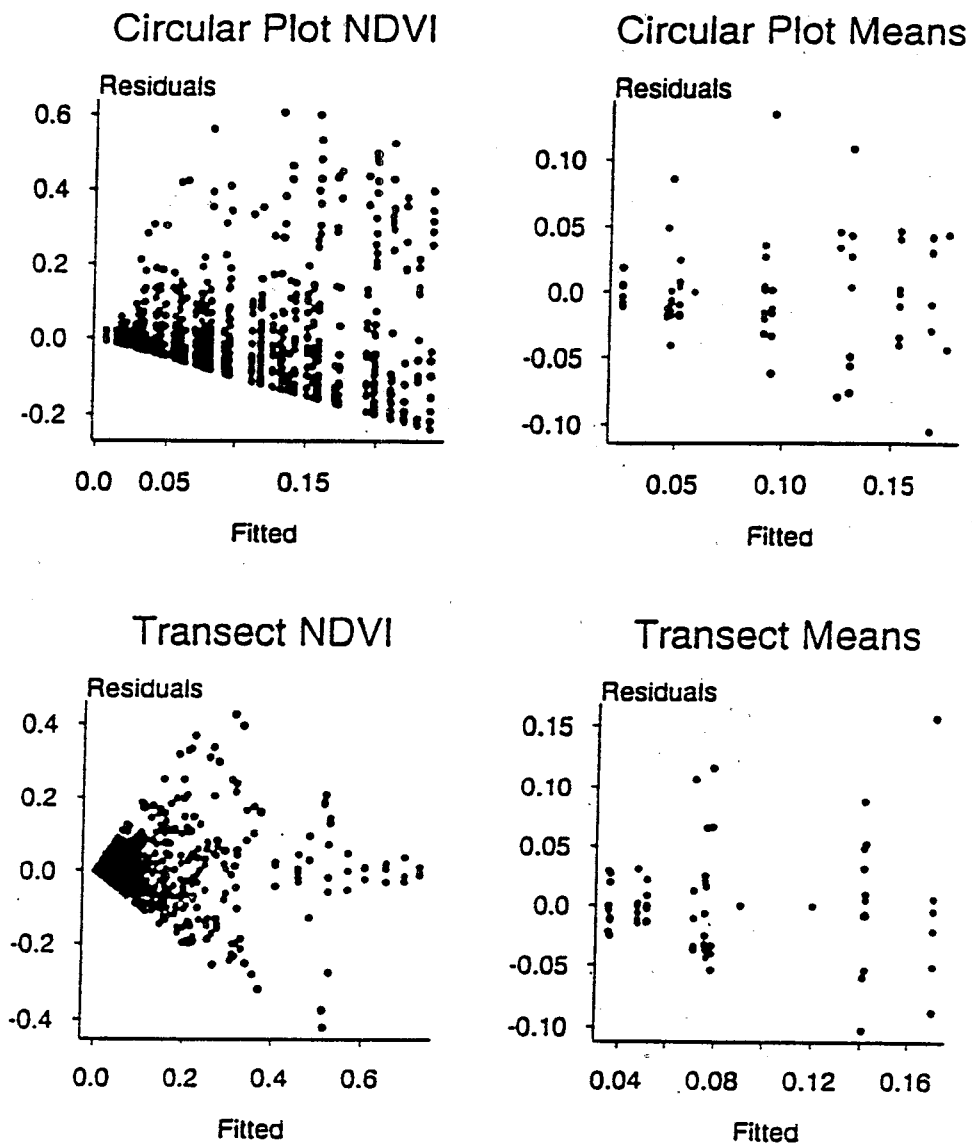 Circular Plot NDVI
Residuals
0.6
0.4
0.2
0.0
-0.2
0.0 0.05 0.15
Fitted
Circular Plot Means
Residuals
0.10
0.05
0.0
-0.05
-0.10
0.05 0.10 0.15
Fitted
Transect NDVI
Residuals
0.4
0.2
0.0
-0.2
-0.4
0.0 0.2 0.4 0.6
Fitted
Transect Means
Residuals
0.15
0.10
0.05
0.0
-0.05
-0.10
0.04 0.08 0.12 0.16
Fitted